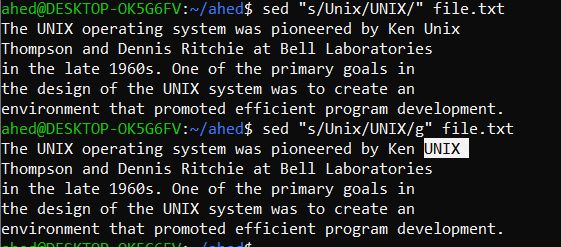 ahed@DESKTOP-OK5G6FV:~/ahed$ sed "s/Unix/UNIX/" file.txt
The UNIX operating system was pioneered by Ken Unix
Thompson and Dennis Ritchie at Bell Laboratories
in the late 1960s. One of the primary goals in
the design of the UNIX system was to create an
environment that promoted efficient program development.
ahed@DESKTOP-OK5G6FV:~/ahed$ sed "s/Unix/UNIX/g" file.txt
The UNIX operating system was pioneered by Ken UNIX
Thompson and Dennis Ritchie at Bell Laboratories
in the late 1960s. One of the primary goals in
the design of the UNIX system was to create an
environment that promoted efficient program development.